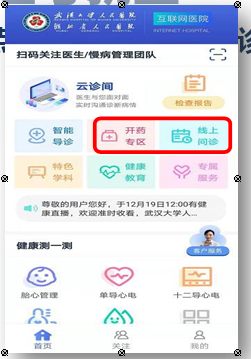 武汉大学人民医院
湖北省人民医院
互联网医院
INTERNET HOSPITAL
诊
扫码关注医生/慢病管理团队
云诊间
医生与您面对面
实时沟通诊断病情
检查报告
智能导诊
开药专区
线上问诊
特色学科
健康教育
专属服务
尊敬的用户您好，于12月19日12:00有健康直播，欢迎准时收看，武汉大学人...
健康测一测
客户服务
胎心管理
单导心电
十二导心电
首页
关注
我的